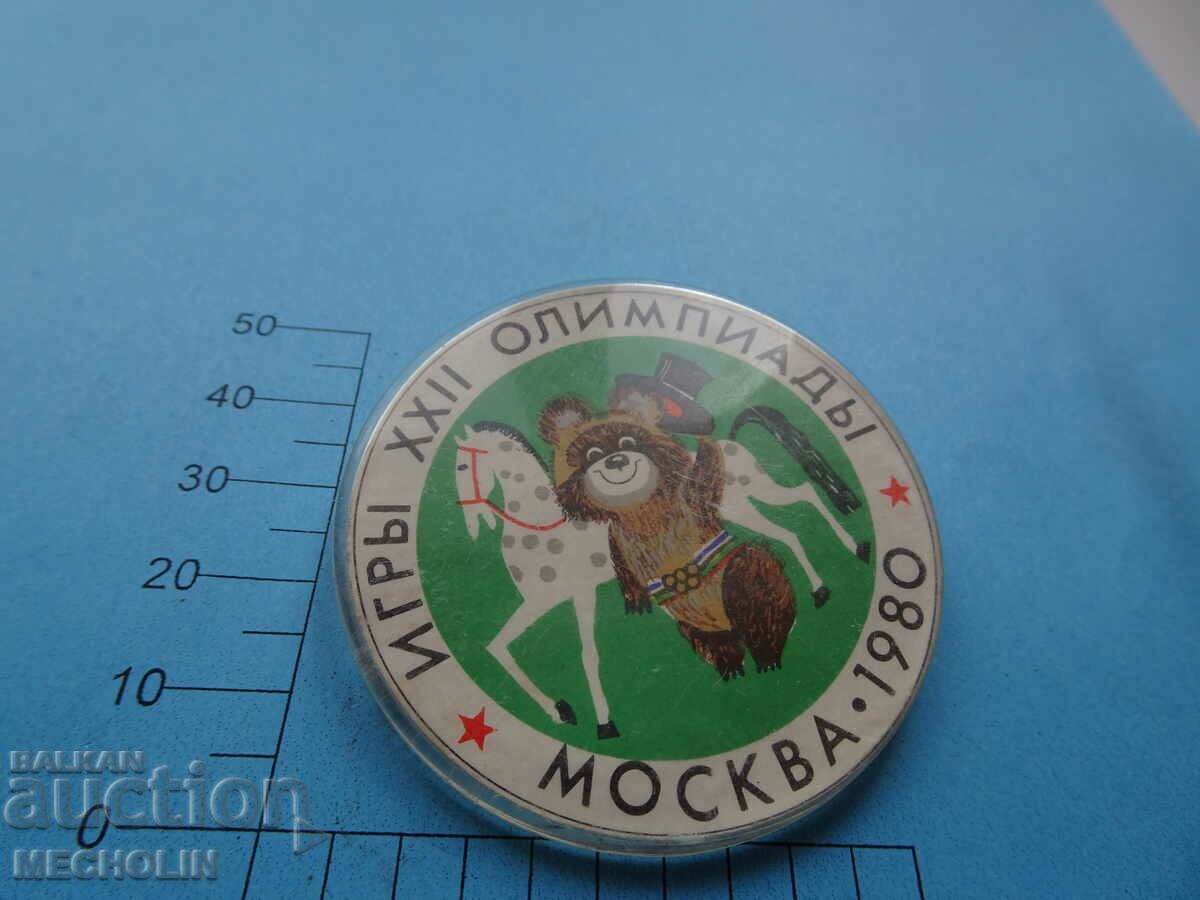 ИГРЫ XXII ОЛИМПИАДЫ
МОСКВА · 1980
50
40
30
20
10
0
BALKAN
auction
MECHOLIN